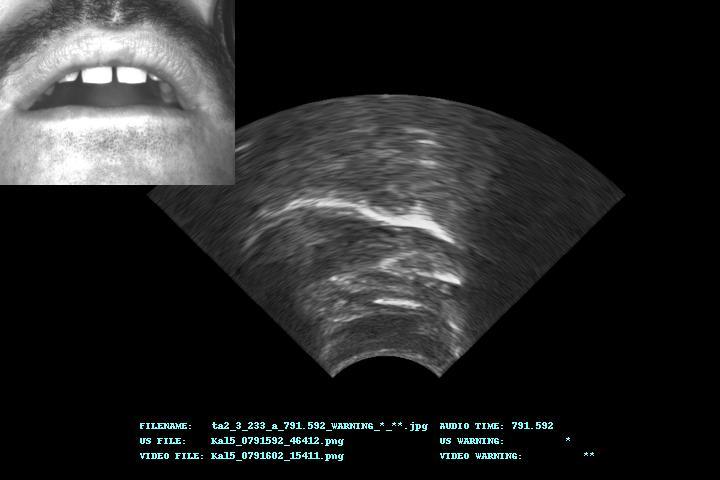 FILENAME: ta2_3_233_a_791.592_WARNING_*_**.jpg AUDIO TIME: 791.592
US FILE: Kal5_0791592_46412.png US WARNING: *
VIDEO FILE: Kal5_0791602_15411.png VIDEO WARNING: **